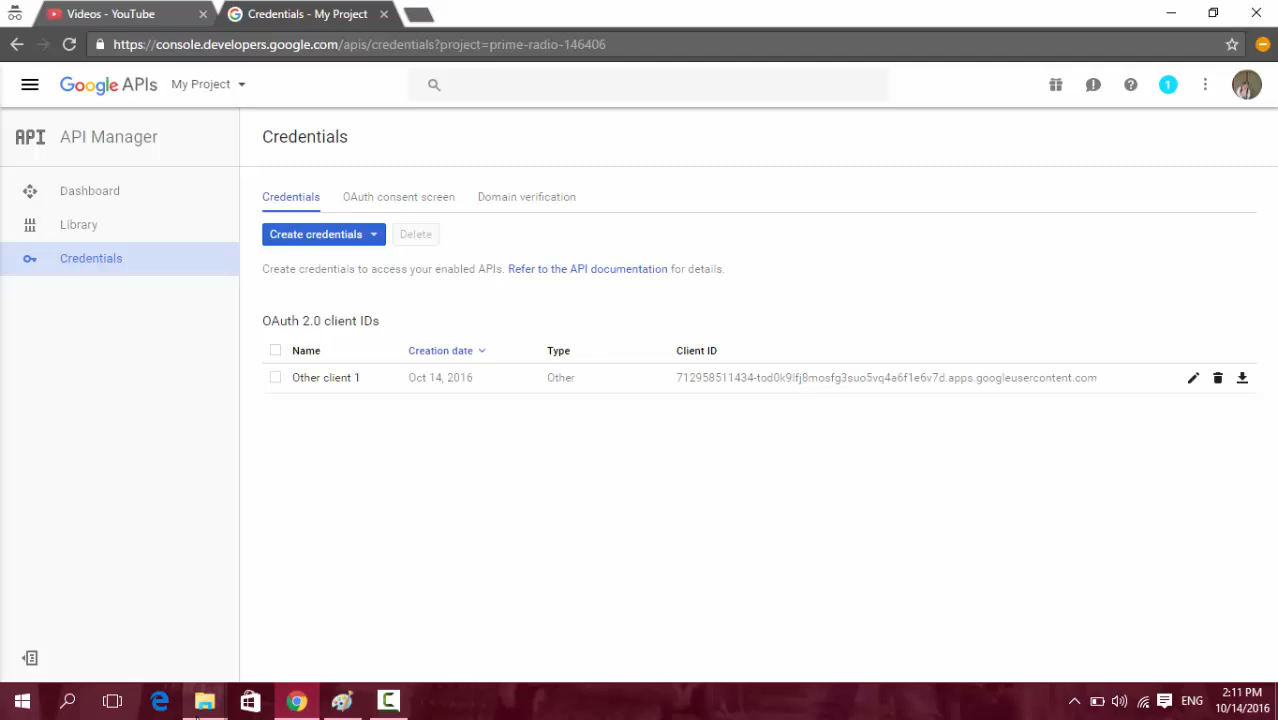 Videos - YouTube
Credentials - My Project
https://console.developers.google.com/apis/credentials?project=prime-radio-146406
Google APIs
My Project
1
API
API Manager
Credentials
Dashboard
Library
Credentials
Credentials
OAuth consent screen
Domain verification
Create credentials
Delete
Create credentials to access your enabled APIs. Refer to the API documentation for details.
OAuth 2.0 client IDs
Name
Creation date
Type
Client ID
Other client 1
Oct 14, 2016
Other
712958511434-tod0k9lfj8mosfg3suo5vq4a6f1e6v7d.apps.googleusercontent.com
ENG
2:11 PM
10/14/2016